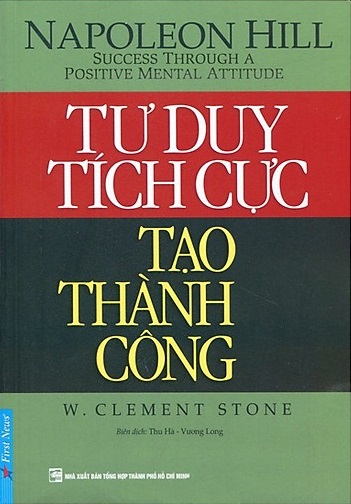 NAPOLEON HILL
SUCCESS THROUGH A
POSITIVE MENTAL ATTITUDE
TƯ DUY
TÍCH CỰC
TẠO
THÀNH
CÔNG
W. CLEMENT STONE
Biên dịch: Thu Hà - Vương Long
First News
NHÀ XUẤT BẢN TỔNG HỢP THÀNH PHỐ HỒ CHÍ MINH